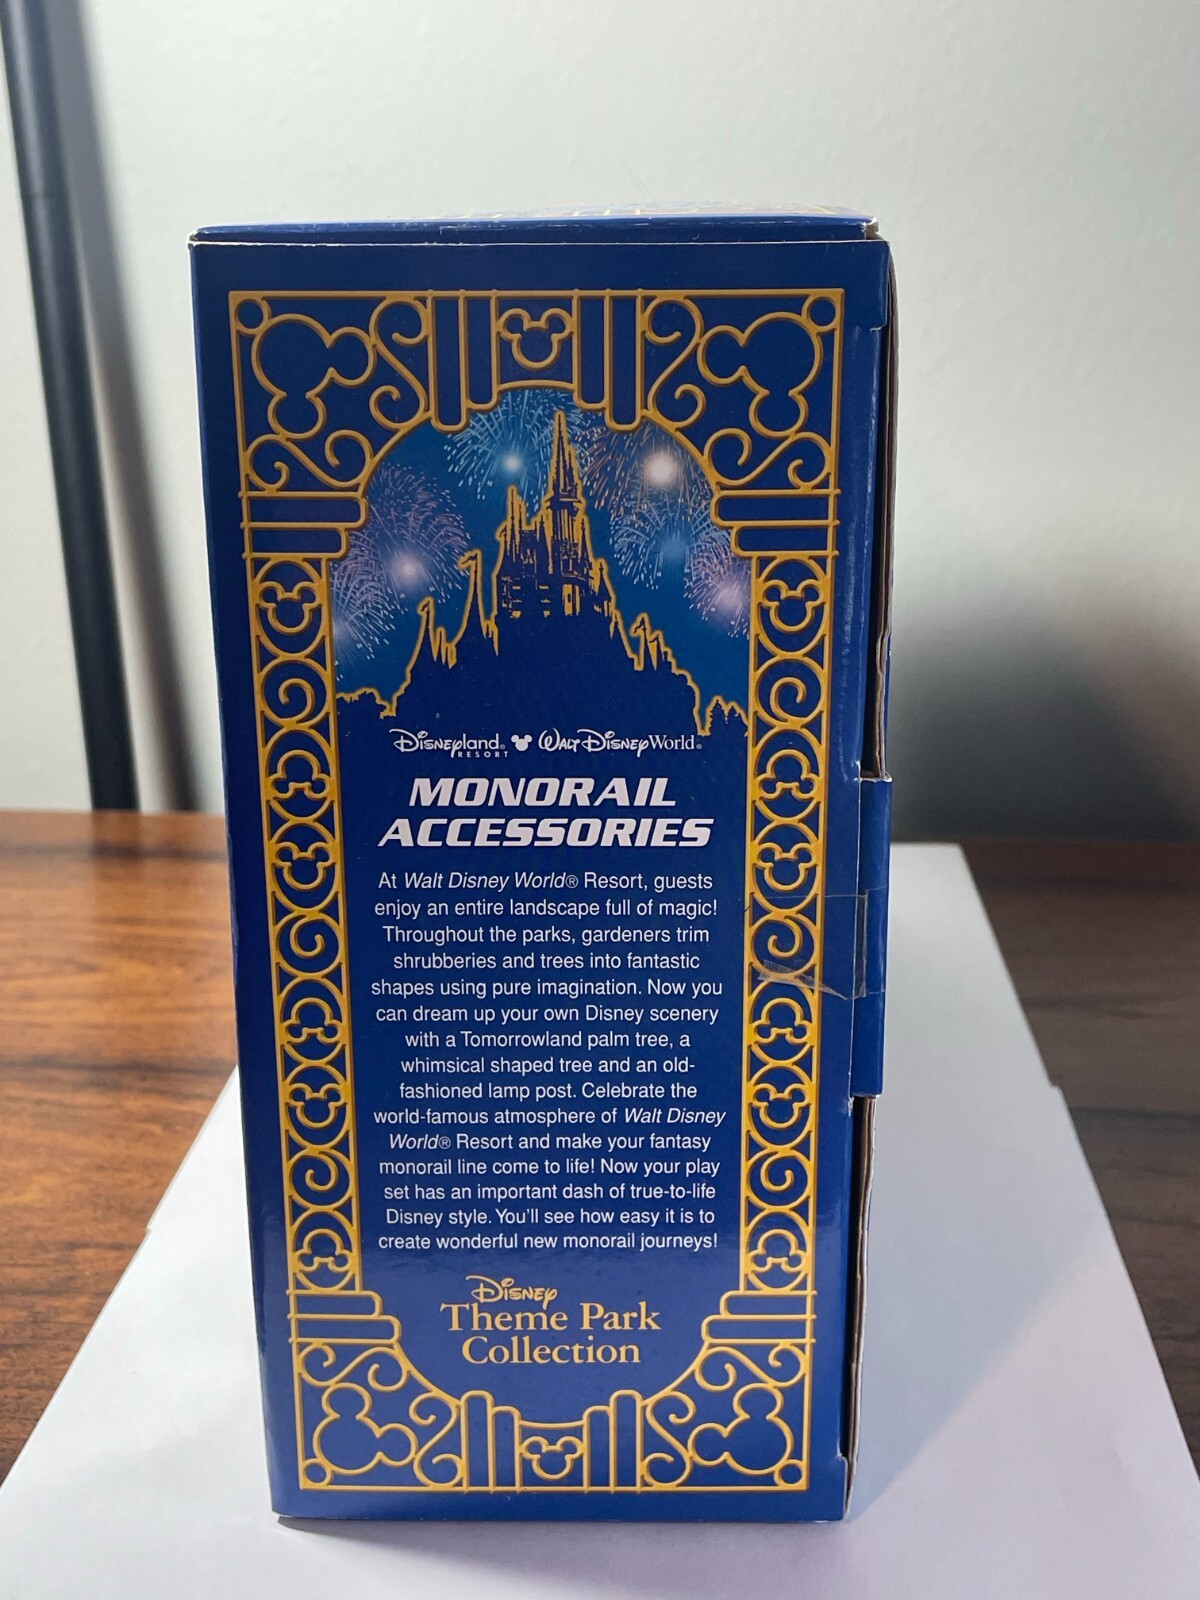 Disneyland® Walt Disney World®
RESORT
MONORAIL
ACCESSORIES
At Walt Disney World® Resort, guests
enjoy an entire landscape full of magic!
Throughout the parks, gardeners trim
shrubberies and trees into fantastic
shapes using pure imagination. Now you
can dream up your own Disney scenery
with a Tomorrowland palm tree, a
whimsical shaped tree and an old-
fashioned lamp post. Celebrate the
world-famous atmosphere of Walt Disney
World® Resort and make your fantasy
monorail line come to life! Now your play
set has an important dash of true-to-life
Disney style. You'll see how easy it is to
create wonderful new monorail journeys!
Disney
Theme Park
Collection